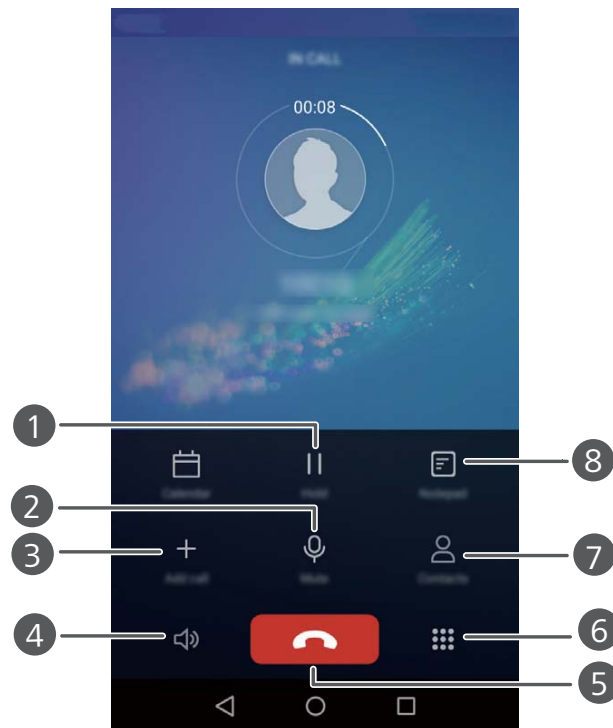 IN CALL
00:08
1
Calendar
Hold
Notepad
8
2
3
Add call
Mute
Contacts
7
4
6
5